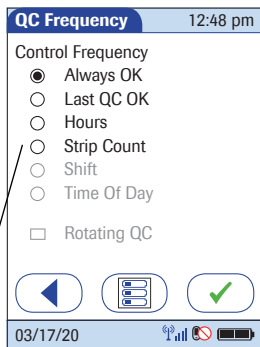 QC Frequency 12:48 pm
Control Frequency
Always OK
Last QC OK
Hours
Strip Count
Shift
Time Of Day
Rotating QC
03/17/20